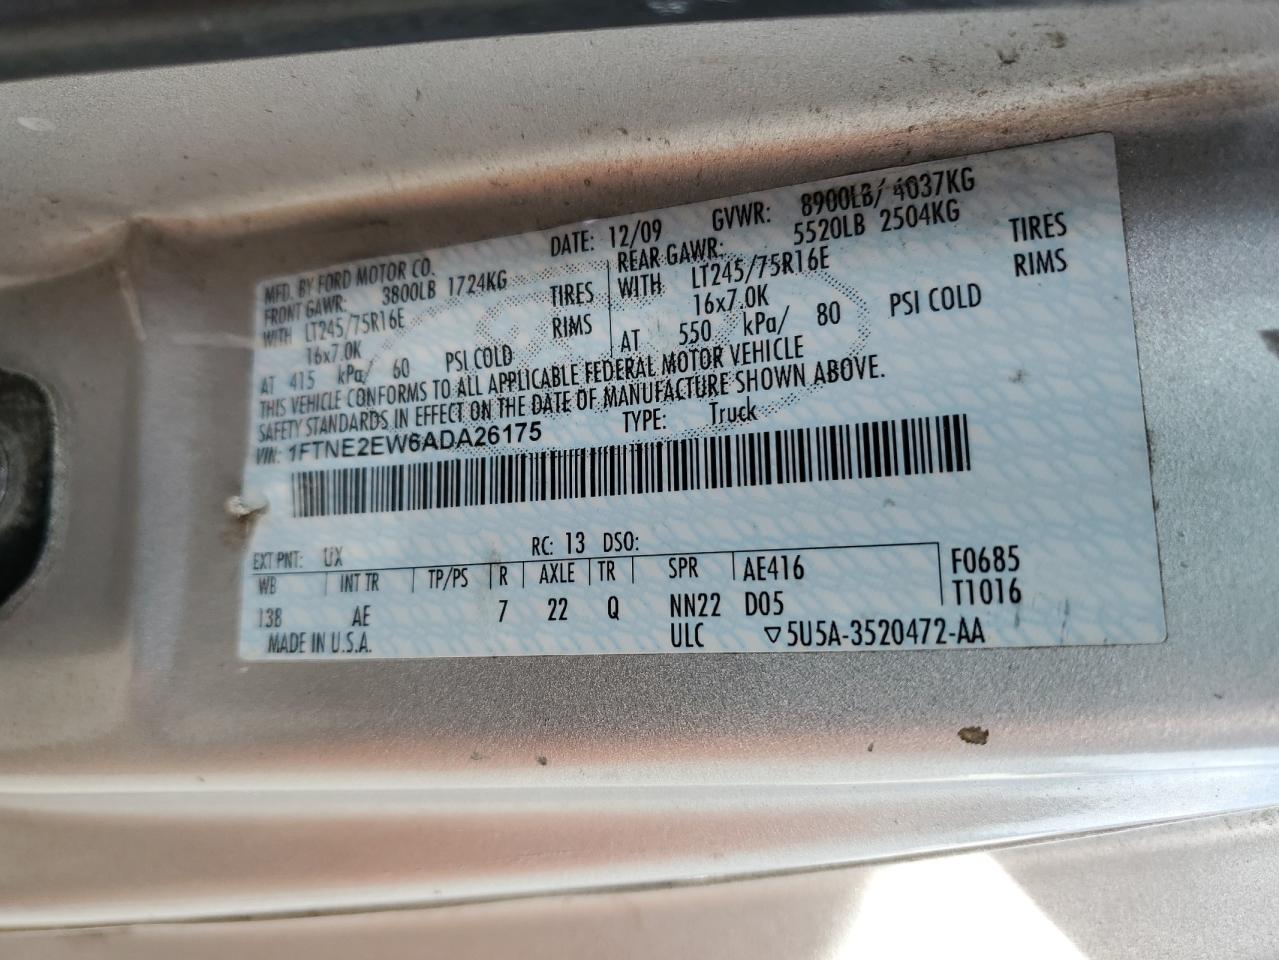 MFD. BY FORD MOTOR CO.
DATE: 12/09 GVWR: 8900LB/ 4037KG
FRONT GAWR: 3800LB 1724KG
REAR GAWR: 5520LB 2504KG
WITH LT245/75R16E TIRES
WITH LT245/75R16E TIRES
16x7.0K RIMS
16x7.0K RIMS
AT 415 kPa/ 60 PSI COLD
AT 550 kPa/ 80 PSI COLD
THIS VEHICLE CONFORMS TO ALL APPLICABLE FEDERAL MOTOR VEHICLE
SAFETY STANDARDS IN EFFECT ON THE DATE OF MANUFACTURE SHOWN ABOVE.
VIN: 1FTNE2EW6ADA26175 TYPE: Truck
EXT PNT: UX RC: 13 DSO:
WB INT TR TP/PS R AXLE TR SPR AE416 F0685
138 AE 7 22 Q NN22 D05 T1016
MADE IN U.S.A. ULC ▽5U5A-3520472-AA